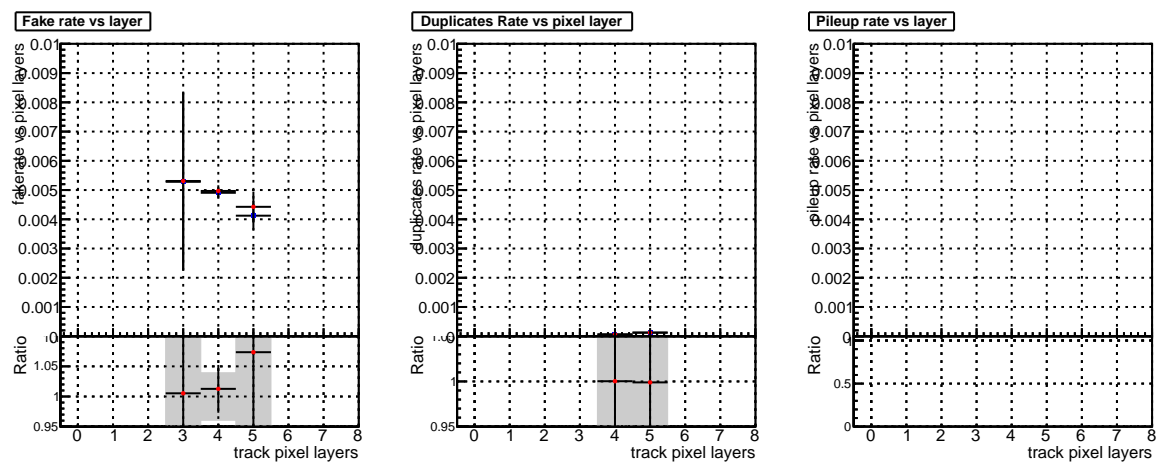 Fake rate vs layer
fakerate vs pixel layers
0.01
0.009
0.008
0.007
0.006
0.005
0.004
0.003
0.002
0.001
0
Ratio
1.05
1
0.95
0 1 2 3 4 5 6 7 8
track pixel layers
Duplicates Rate vs pixel layer
duplicates rate vs pixel layers
0.01
0.009
0.008
0.007
0.006
0.005
0.004
0.003
0.002
0.001
0
Ratio
1
0.95
0 1 2 3 4 5 6 7 8
track pixel layers
Pileup rate vs layer
pileup rate vs pixel layers
0.01
0.009
0.008
0.007
0.006
0.005
0.004
0.003
0.002
0.001
0
Ratio
1
0.5
0
0 1 2 3 4 5 6 7 8
track pixel layers